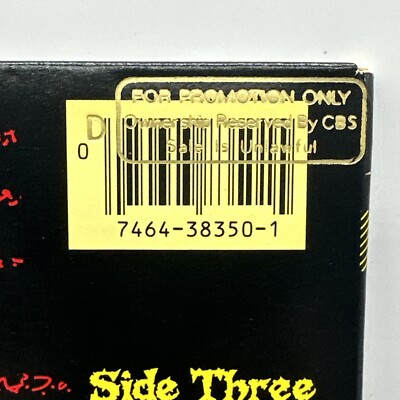 FOR PROMOTION ONLY
Ownership Reserved By CBS
Sale Is Unlawful
D
0
7464-38350-1
Side Three